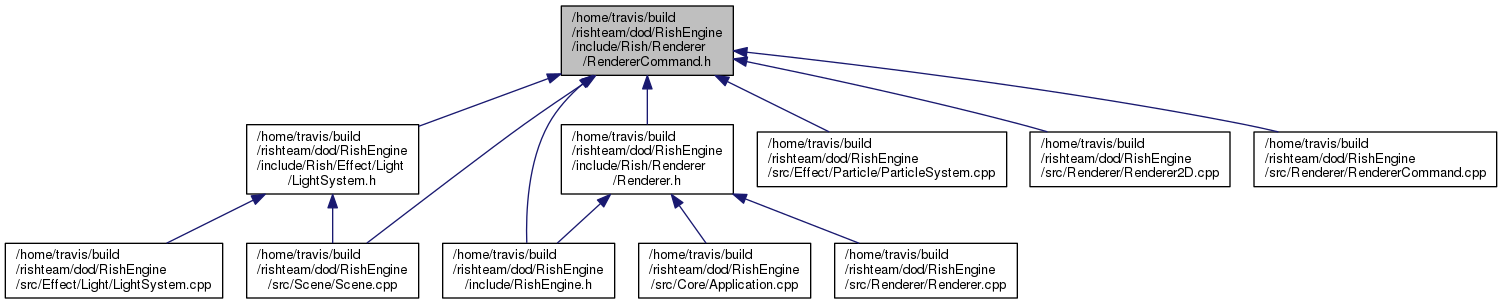 /home/travis/build
/rishteam/dod/RishEngine
/include/Rish/Renderer
/RendererCommand.h
/home/travis/build
/rishteam/dod/RishEngine
/include/Rish/Effect/Light
/LightSystem.h
/home/travis/build
/rishteam/dod/RishEngine
/include/Rish/Renderer
/Renderer.h
/home/travis/build
/rishteam/dod/RishEngine
/src/Effect/Particle/ParticleSystem.cpp
/home/travis/build
/rishteam/dod/RishEngine
/src/Renderer/Renderer2D.cpp
/home/travis/build
/rishteam/dod/RishEngine
/src/Renderer/RendererCommand.cpp
/home/travis/build
/rishteam/dod/RishEngine
/src/Effect/Light/LightSystem.cpp
/home/travis/build
/rishteam/dod/RishEngine
/src/Scene/Scene.cpp
/home/travis/build
/rishteam/dod/RishEngine
/include/RishEngine.h
/home/travis/build
/rishteam/dod/RishEngine
/src/Core/Application.cpp
/home/travis/build
/rishteam/dod/RishEngine
/src/Renderer/Renderer.cpp